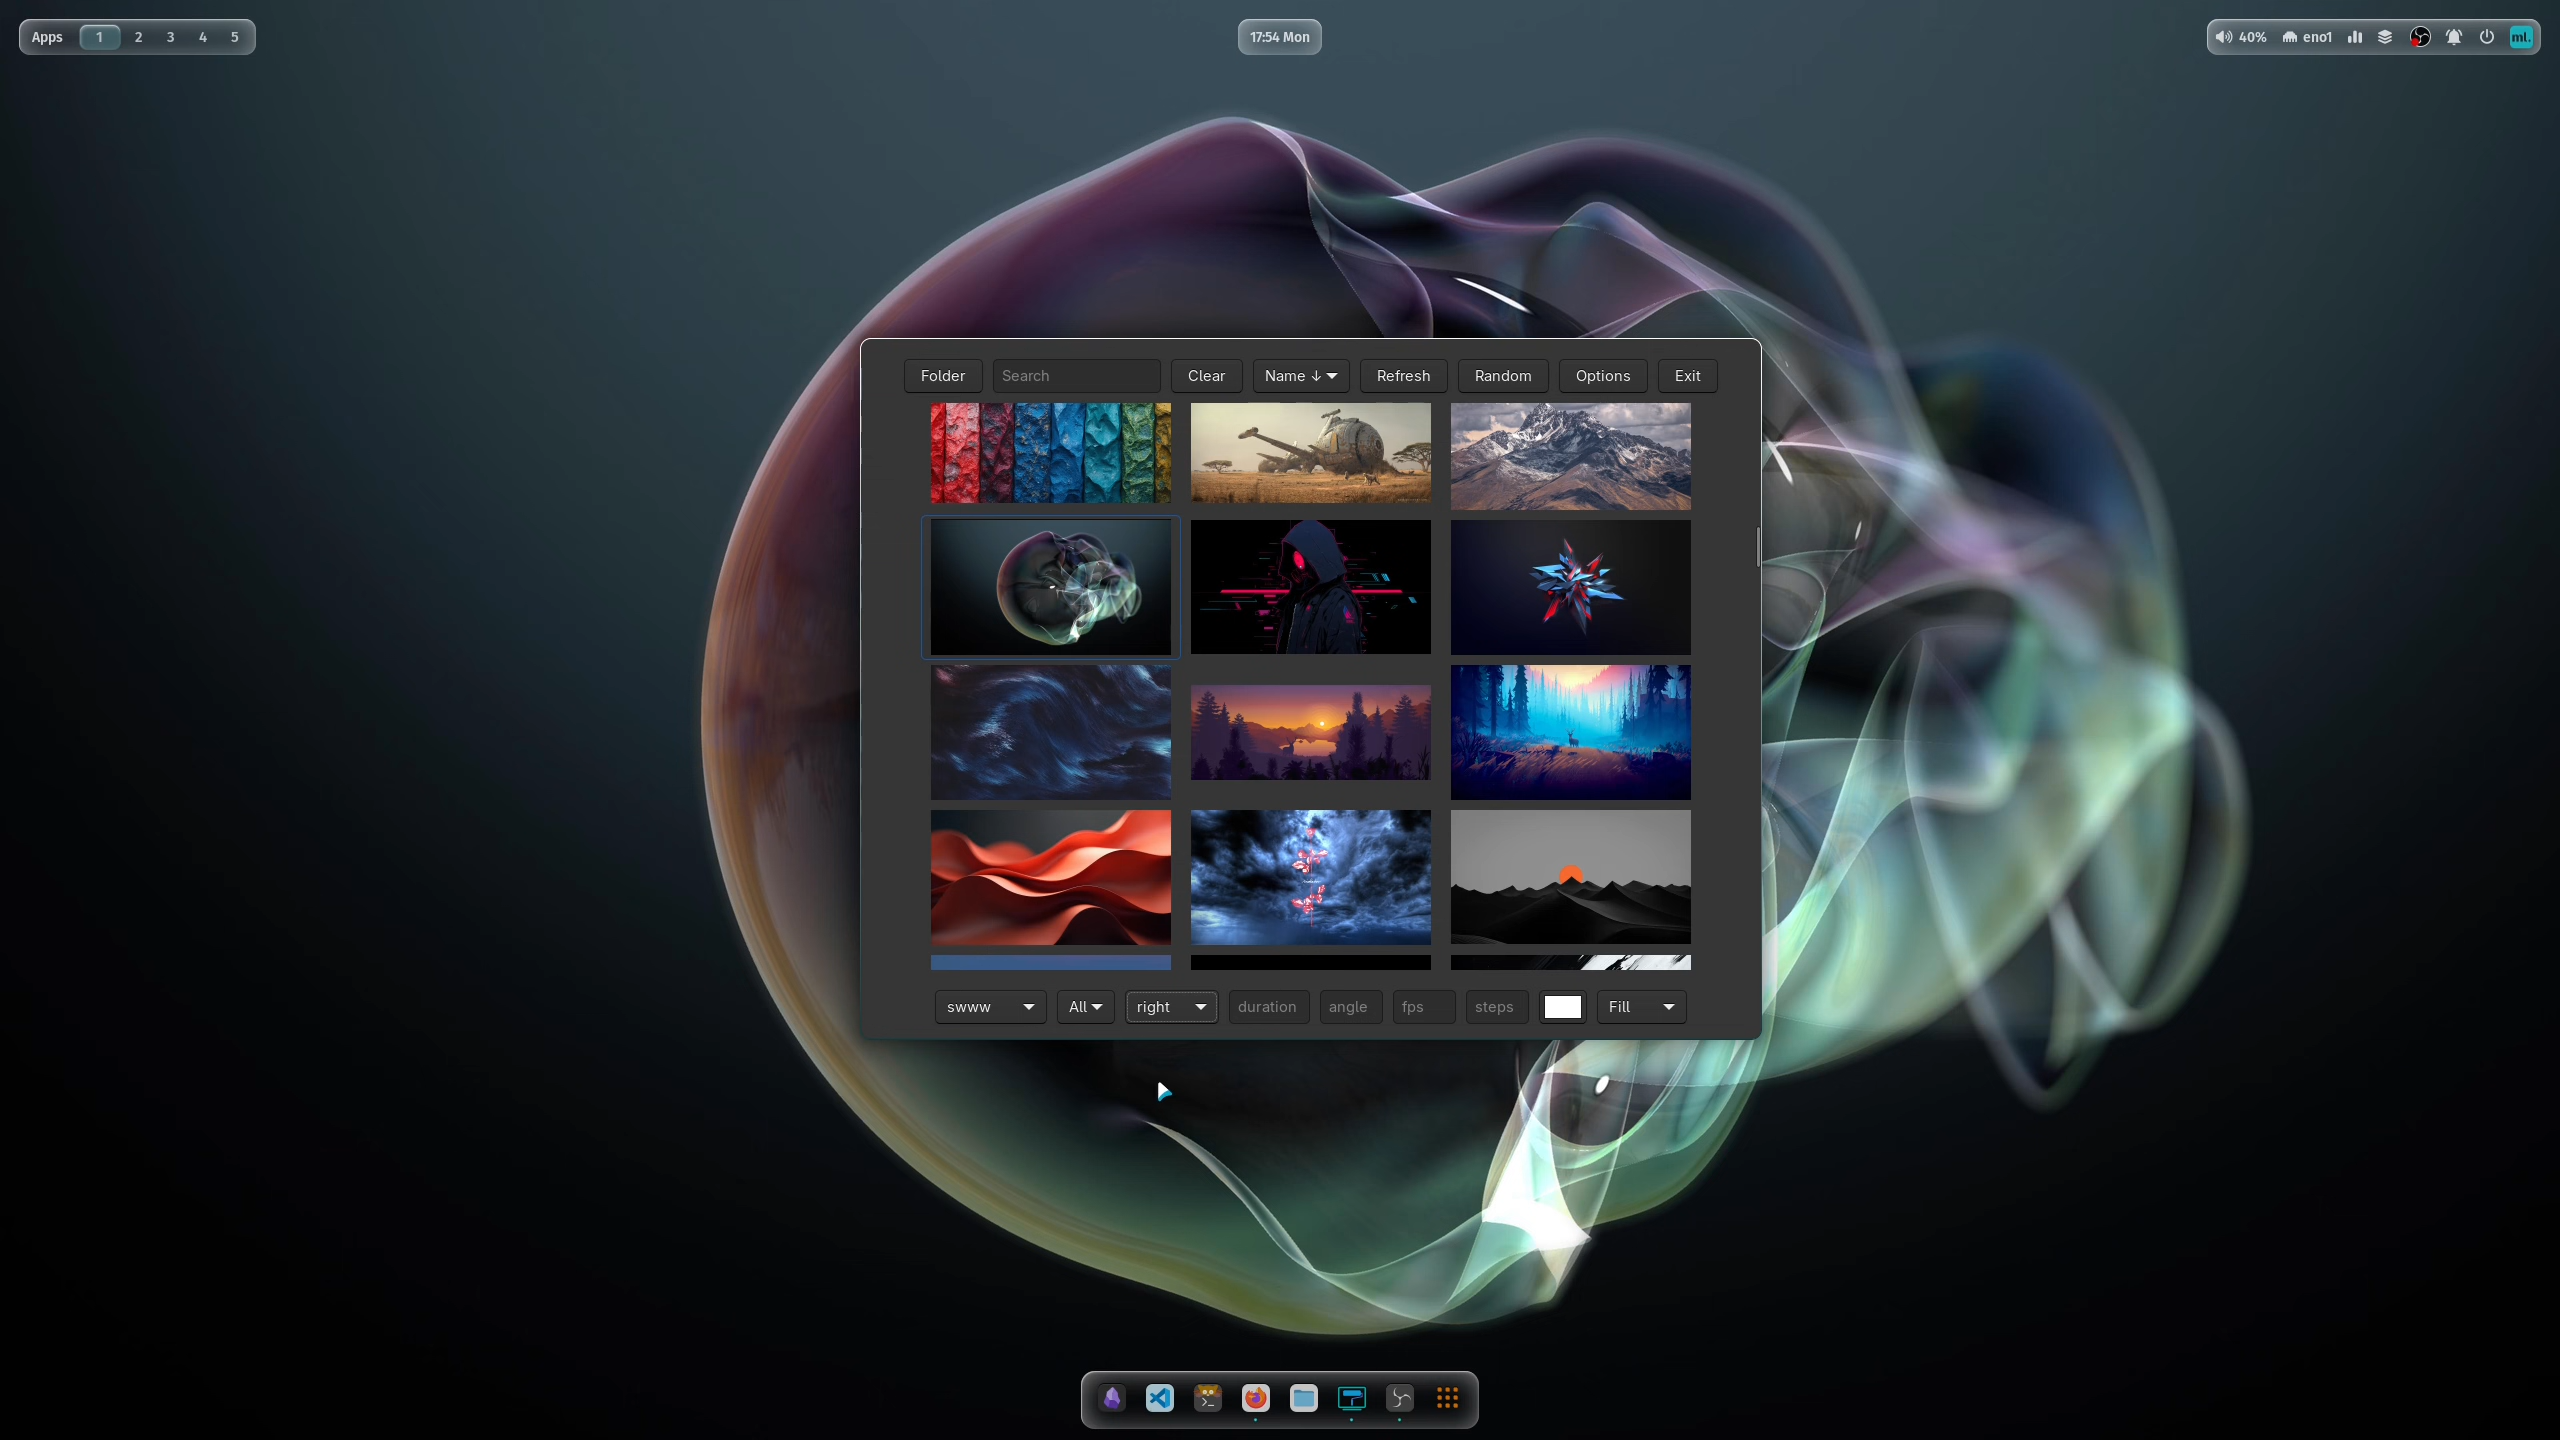 Apps 1 2 3 4 5
17:54 Mon
40% eno1 ml.
Folder Search Clear Name ↓ Refresh Random Options Exit
swww All right duration angle fps steps Fill